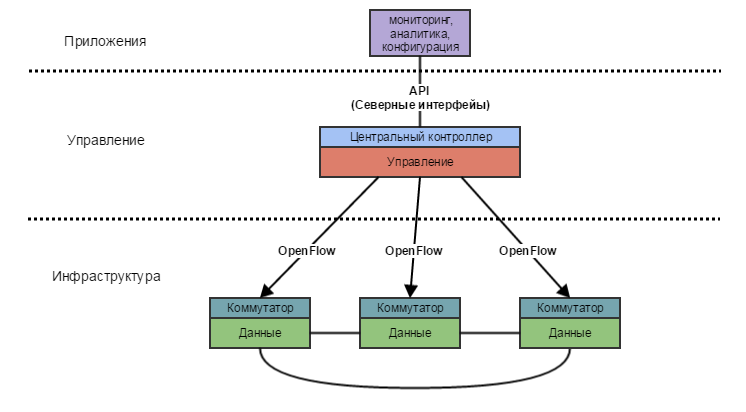 мониторинг,
аналитика,
конфигурация
Приложения
API
(Северные интерфейы)
Центральный контроллер
Управление
Управление
OpenFlow
OpenFlow
OpenFlow
Инфраструктура
Коммутатор
Коммутатор
Коммутатор
Данные
Данные
Данные